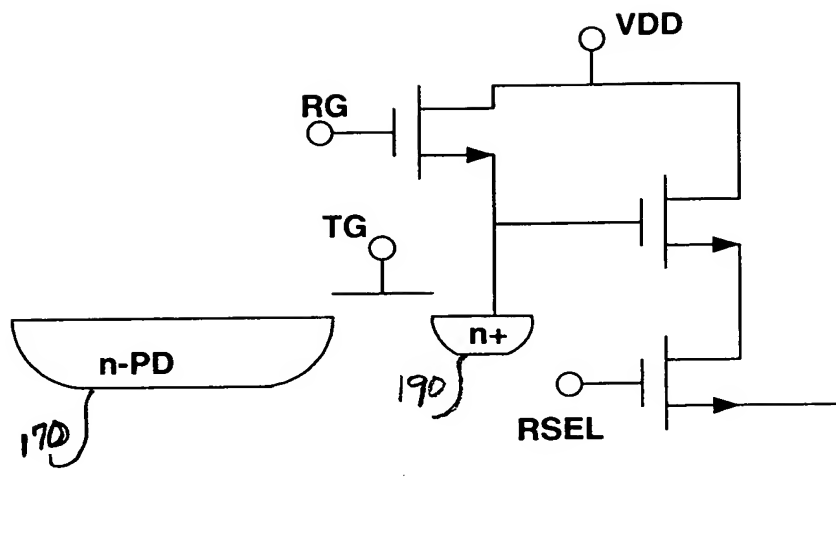 VDD
RG
TG
n-PD
n+
170
190
RSEL